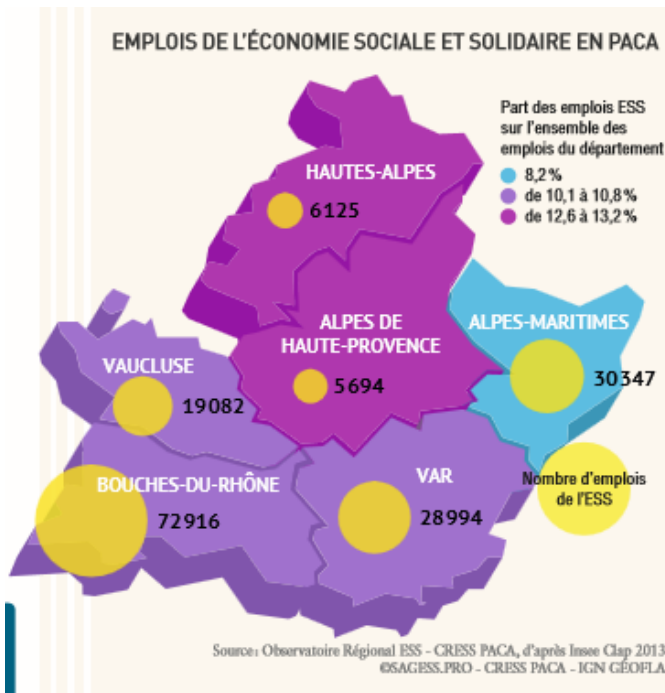 EMPLOIS DE L'ÉCONOMIE SOCIALE ET SOLIDAIRE EN PACA
Part des emplois ESS
sur l'ensemble des
emplois du département
8,2%
de 10,1 à 10,8%
de 12,6 à 13,2%
HAUTES-ALPES
6125
ALPES DE
HAUTE-PROVENCE
5694
ALPES-MARITIMES
30347
VAUCLUSE
19082
BOUCHES-DU-RHÔNE
72916
VAR
28994
Nombre d'emplois
de l'ESS
Source: Observatoire Régional ESS - CRESS PACA, d'après Insee Clap 2013
©SAGESS.PRO - CRESS PACA - IGN GÉOFLA